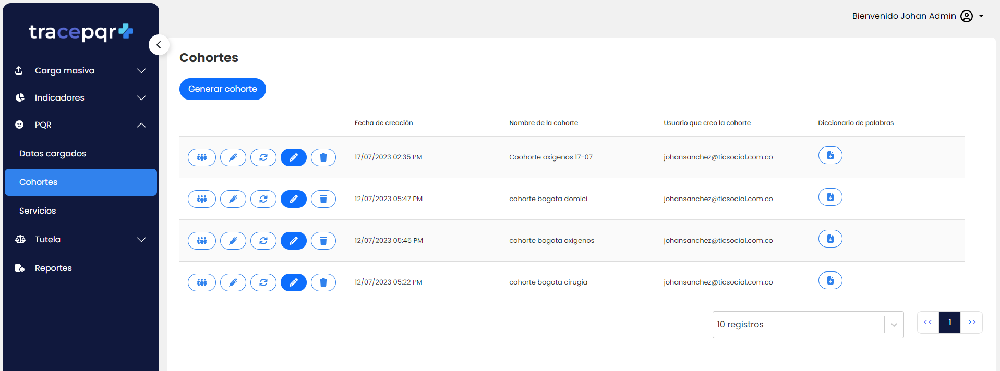 tracepqr
Bienvenido Johan Admin
Carga masiva
Indicadores
PQR
Datos cargados
Cohortes
Servicios
Tutela
Reportes
Cohortes
Generar cohorte
Fecha de creación Nombre de la cohorte Usuario que creo la cohorte Diccionario de palabras
17/07/2023 02:35 PM Coohorte oxigenos 17-07 johansanchez@ticsocial.com.co
12/07/2023 05:47 PM cohorte bogota domici johansanchez@ticsocial.com.co
12/07/2023 05:45 PM cohorte bogota oxigenos johansanchez@ticsocial.com.co
12/07/2023 05:22 PM cohorte bogota cirugia johansanchez@ticsocial.com.co
10 registros << 1 >>